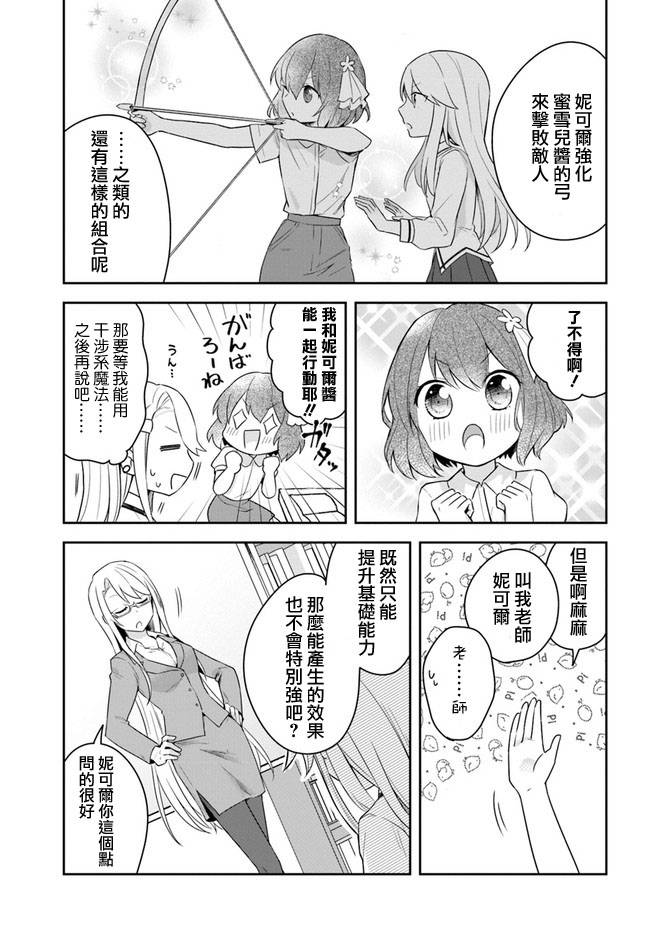 妮可爾強化
蜜雪兒醬的弓
來擊敗敵人
……之類的
還有這樣的組合呢
了不得啊!
我和妮可爾醬
能一起行動耶!!
がんば
ろーね
ガタッ
うん…
那要等我能用
干涉系魔法……
之後再說吧……
但是啊麻麻
叫我老師
妮可爾
老……師
Pi
Pi
Pi
Pi
Pi
Pi
既然只能
提升基礎能力
那麼能產生的效果
也不會特別強吧?
妮可爾你這個點
問的很好